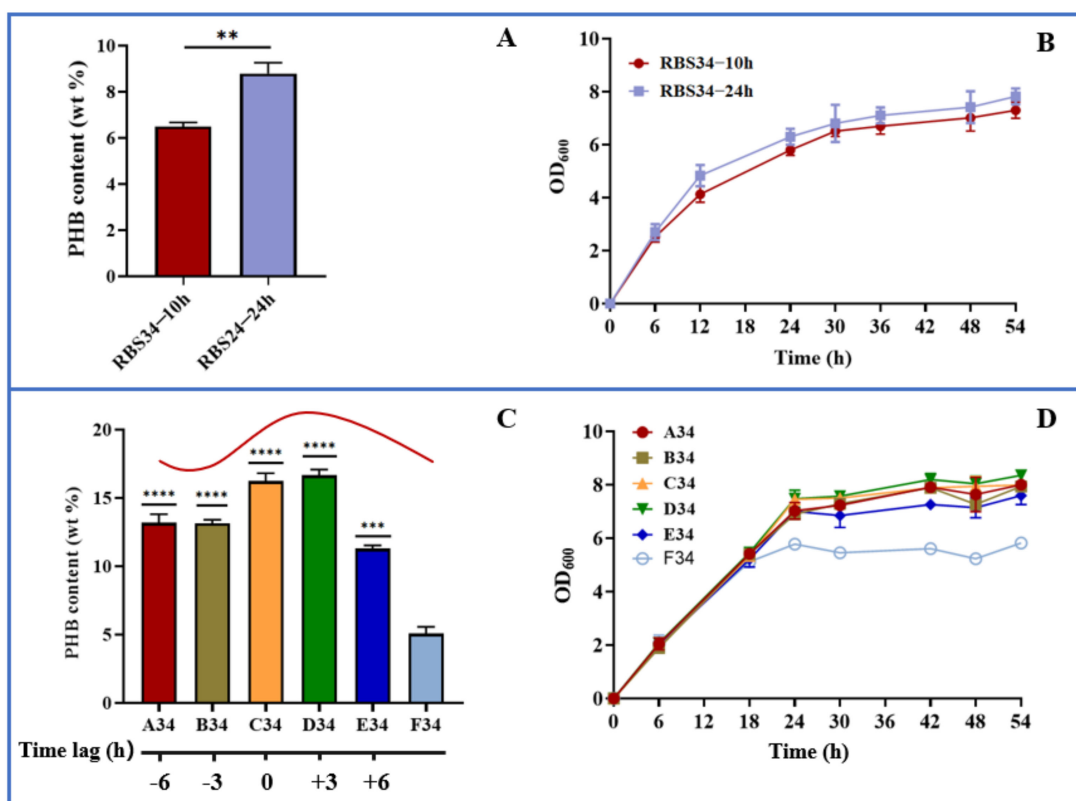 A
**
PHB content (wt %)
10
8
6
4
2
0
RBS34−10h
RBS24−24h
B
RBS34−10h
RBS34−24h
OD600
10
8
6
4
2
0
0 6 12 18 24 30 36 42 48 54
Time (h)
C
PHB content (wt %)
20
15
10
5
0
**** **** **** **** ***
A34 B34 C34 D34 E34 F34
Time lag (h)
-6 -3 0 +3 +6
D
A34
B34
C34
D34
E34
F34
OD600
10
8
6
4
2
0
0 6 12 18 24 30 36 42 48 54
Time (h)